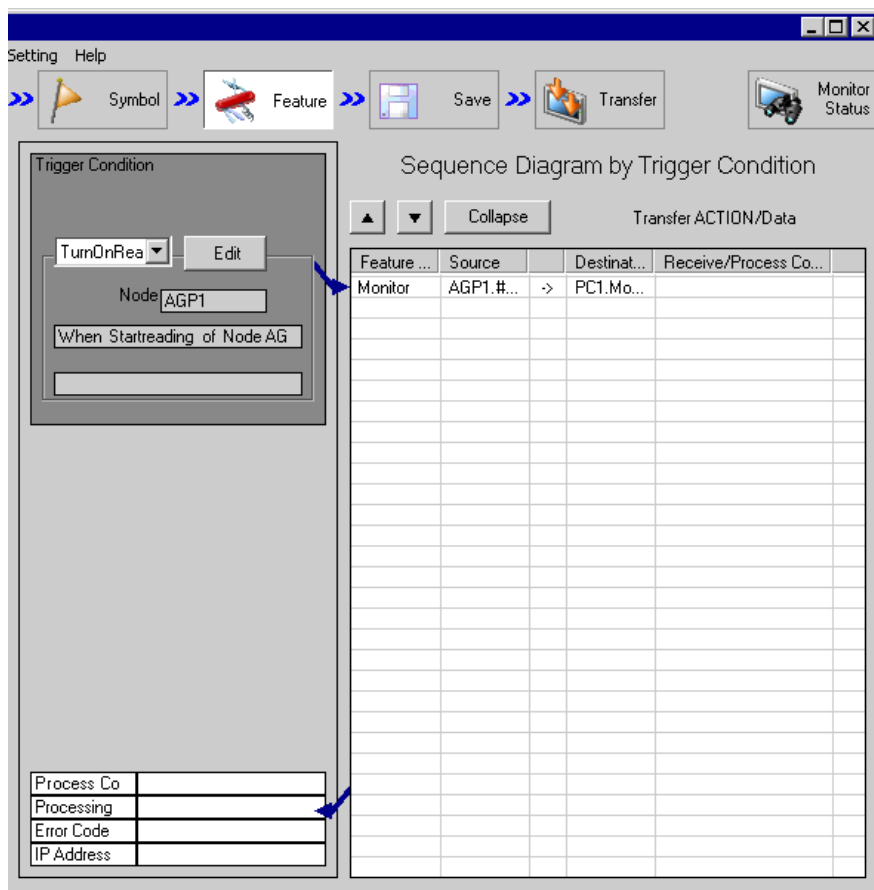 Setting Help
Symbol Feature Save Transfer Monitor Status
Trigger Condition
Sequence Diagram by Trigger Condition
Collapse Transfer ACTION/Data
TurnOnRea Edit
Feature ... Source Destinat... Receive/Process Co...
Node AGP1
Monitor AGP1.#... -> PC1.Mo...
When Startreading of Node AG
Process Co
Processing
Error Code
IP Address